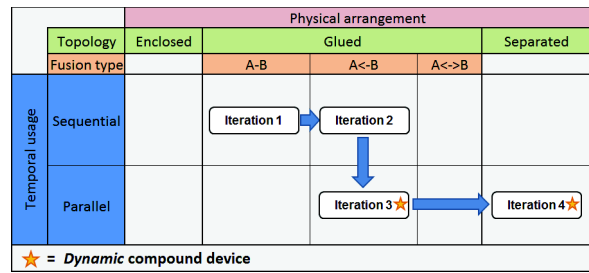 Physical arrangement
Topology Enclosed Glued Separated
Fusion type A-B A<-B A<->B
Temporal usage
Sequential Iteration 1 Iteration 2
Parallel Iteration 3 Iteration 4
= Dynamic compound device